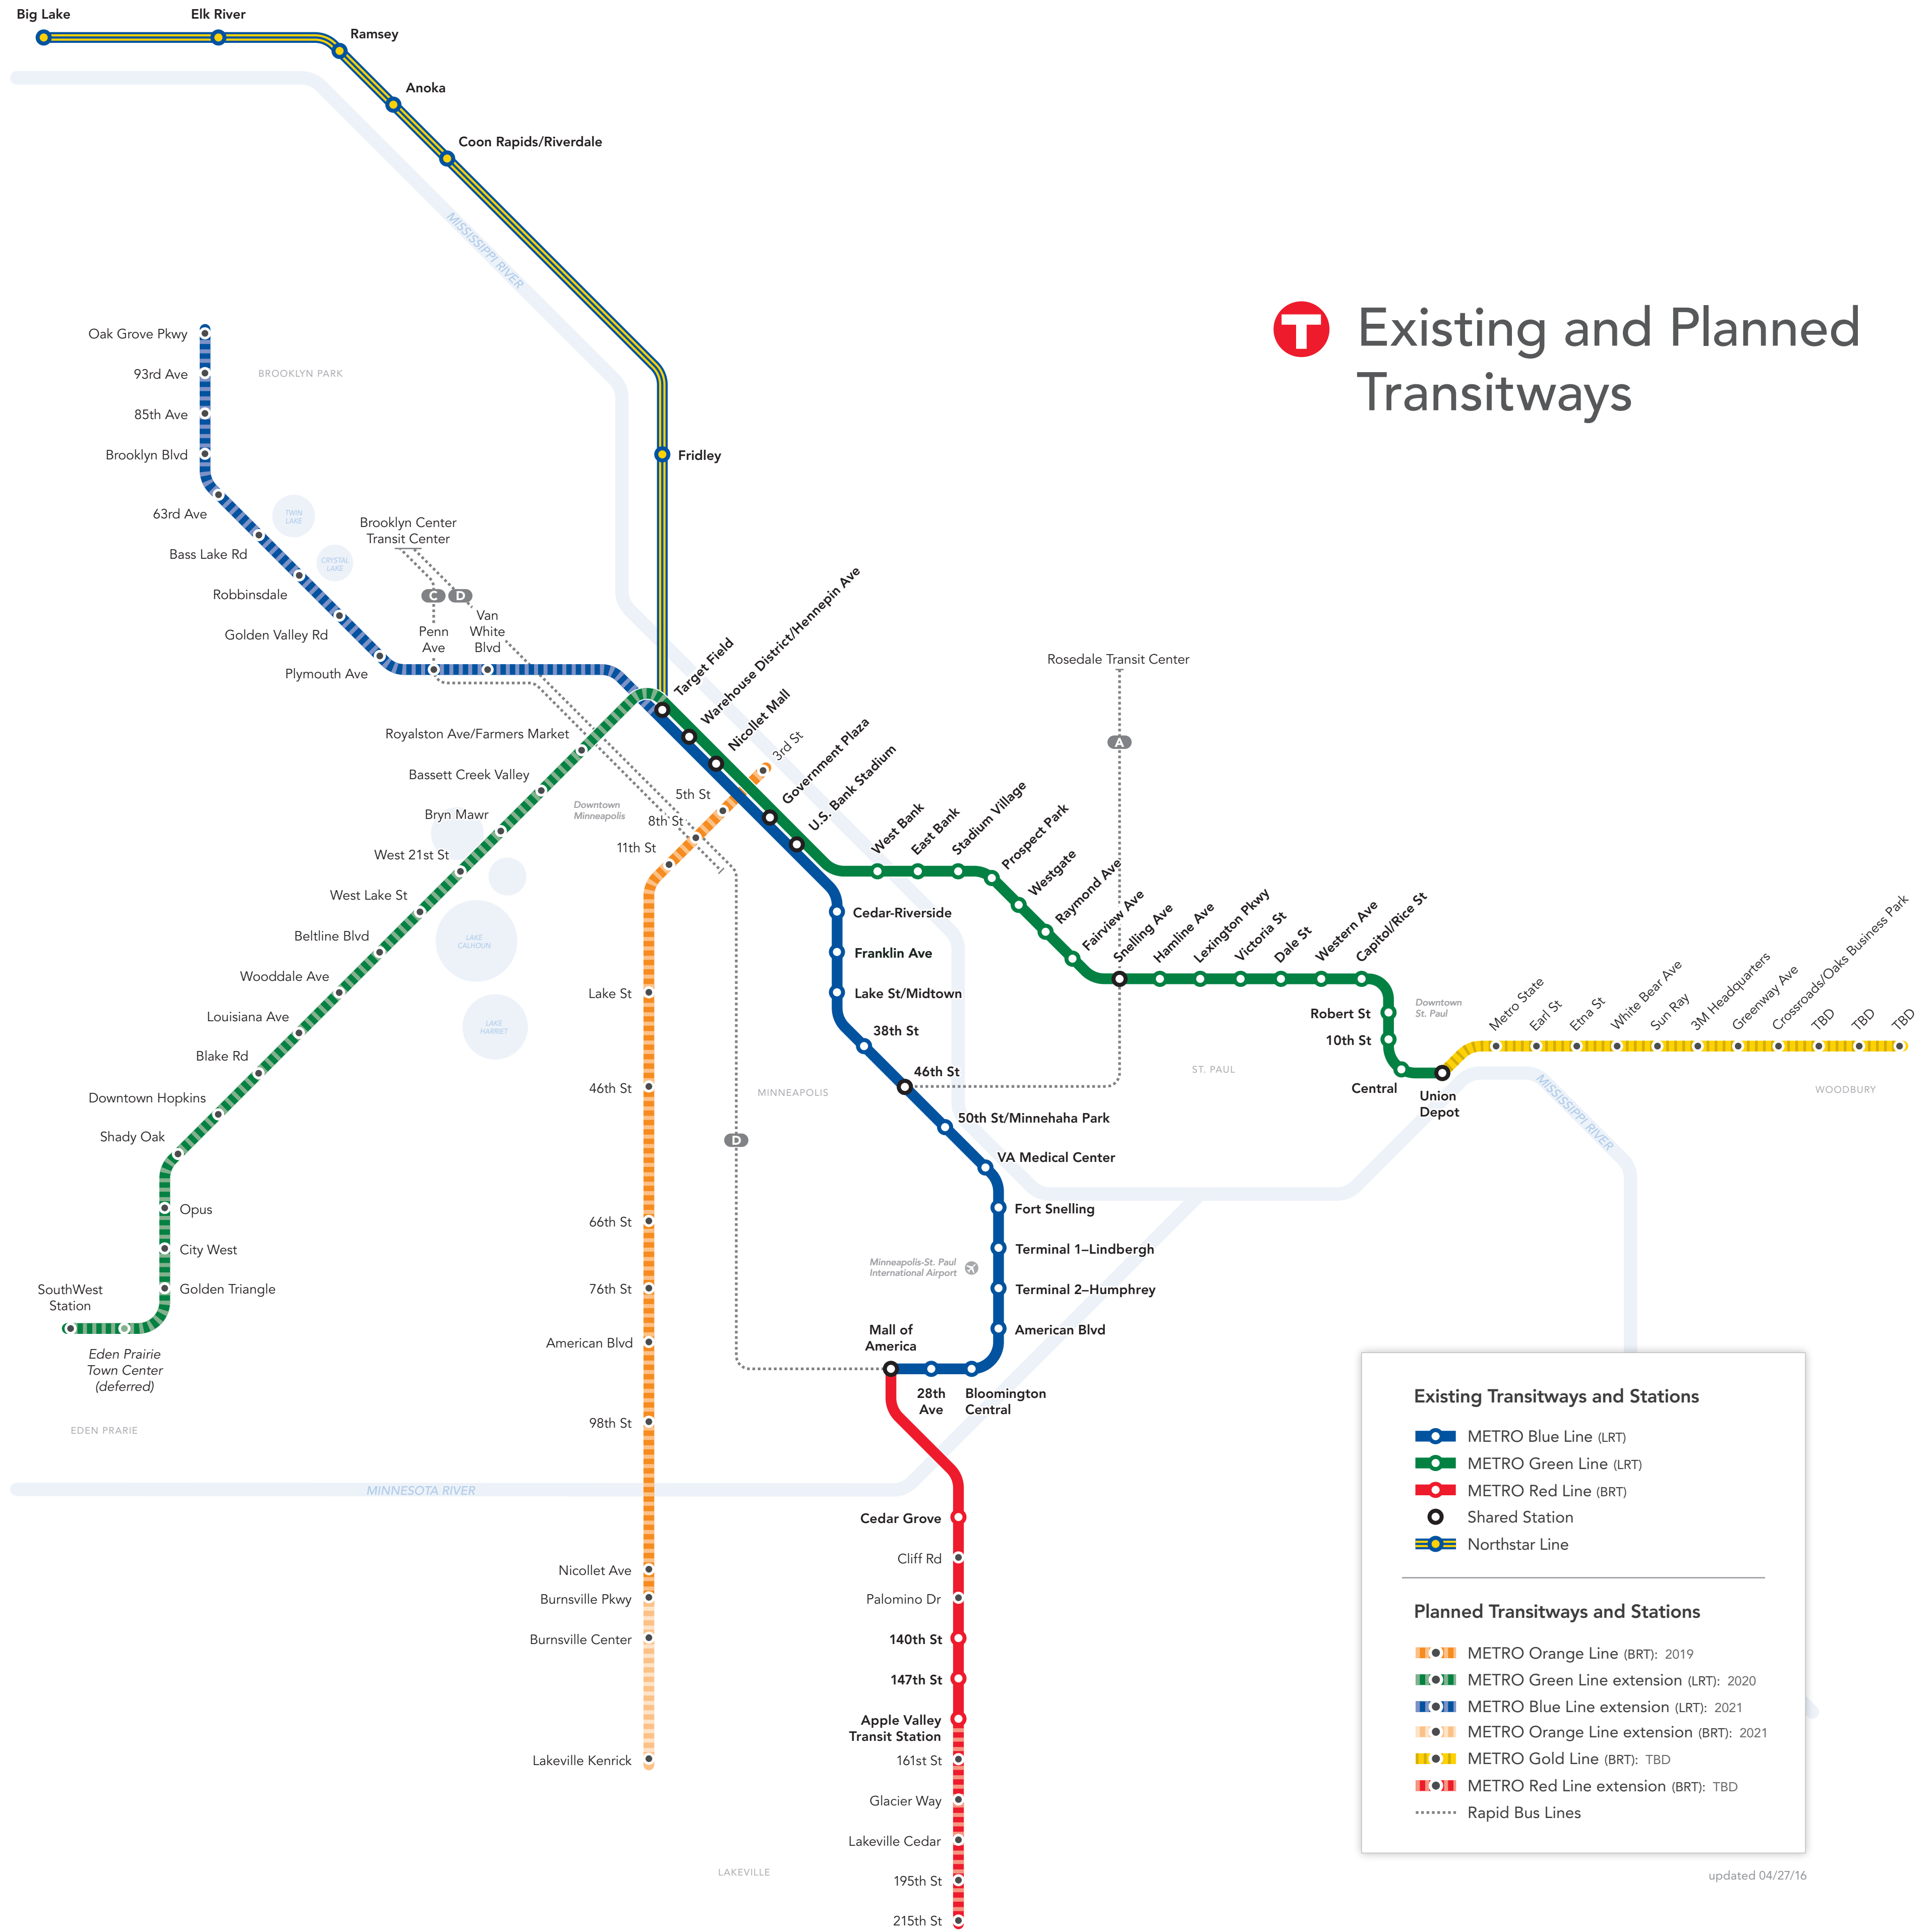 Big Lake
Elk River
Ramsey
Anoka
Coon Rapids/Riverdale
MISSISSIPPI RIVER
T
Existing and Planned
Transitways
Oak Grove Pkwy
93rd Ave
BROOKLYN PARK
85th Ave
Brooklyn Blvd
Fridley
63rd Ave
TWIN
LAKE
Brooklyn Center
Transit Center
Bass Lake Rd
CRYSTAL
LAKE
Robbinsdale
C
D
Golden Valley Rd
Penn
Ave
Van
White
Blvd
Plymouth Ave
Target Field
Warehouse District/Hennepin Ave
Nicollet Mall
3rd St
Government Plaza
U.S. Bank Stadium
Rosedale Transit Center
A
Royalston Ave/Farmers Market
Bassett Creek Valley
Bryn Mawr
West 21st St
West Lake St
Beltline Blvd
Wooddale Ave
Louisiana Ave
Blake Rd
Downtown Hopkins
Shady Oak
Opus
City West
Golden Triangle
SouthWest
Station
Eden Prairie
Town Center
(deferred)
EDEN PRARIE
Downtown
Minneapolis
5th St
8th St
11th St
LAKE
CALHOUN
LAKE
HARRIET
Lake St
46th St
66th St
76th St
American Blvd
98th St
MINNESOTA RIVER
Nicollet Ave
Burnsville Pkwy
Burnsville Center
Lakeville Kenrick
D
MINNEAPOLIS
West Bank
East Bank
Stadium Village
Prospect Park
Westgate
Raymond Ave
Fairview Ave
Snelling Ave
Hamline Ave
Lexington Pkwy
Victoria St
Dale St
Western Ave
Capitol/Rice St
Robert St
10th St
Central
Union
Depot
Downtown
St. Paul
ST. PAUL
Metro State
Earl St
Etna St
White Bear Ave
Sun Ray
3M Headquarters
Greenway Ave
Crossroads/Oaks Business Park
TBD
TBD
TBD
WOODBURY
MISSISSIPPI RIVER
Cedar-Riverside
Franklin Ave
Lake St/Midtown
38th St
46th St
50th St/Minnehaha Park
VA Medical Center
Fort Snelling
Terminal 1–Lindbergh
Minneapolis-St. Paul
International Airport
Terminal 2–Humphrey
American Blvd
Mall of
America
28th
Ave
Bloomington
Central
Cedar Grove
Cliff Rd
Palomino Dr
140th St
147th St
Apple Valley
Transit Station
161st St
Glacier Way
Lakeville Cedar
195th St
215th St
LAKEVILLE
Existing Transitways and Stations
METRO Blue Line (LRT)
METRO Green Line (LRT)
METRO Red Line (BRT)
Shared Station
Northstar Line
Planned Transitways and Stations
METRO Orange Line (BRT): 2019
METRO Green Line extension (LRT): 2020
METRO Blue Line extension (LRT): 2021
METRO Orange Line extension (BRT): 2021
METRO Gold Line (BRT): TBD
METRO Red Line extension (BRT): TBD
Rapid Bus Lines
updated 04/27/16